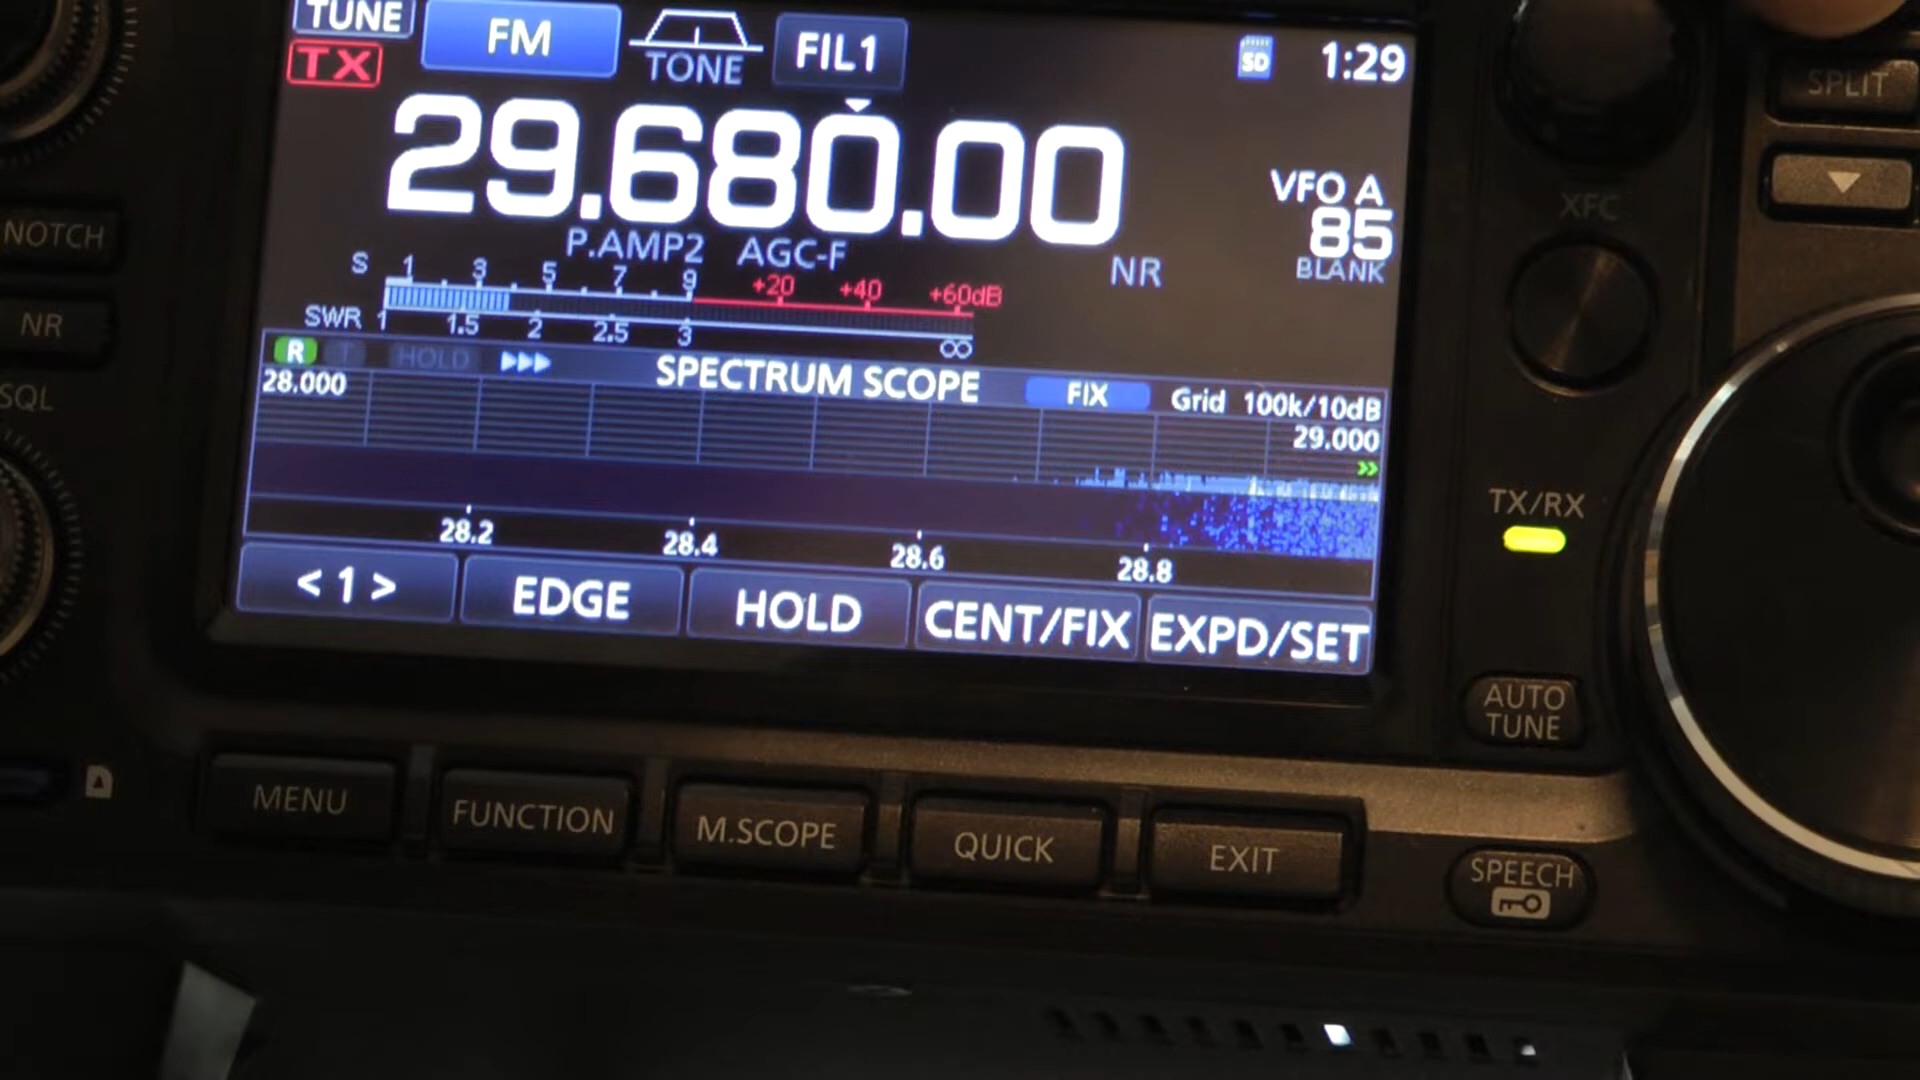 TUNE FM TONE FIL1 SD 1:29
TX
29.680.00
VFO A
85
BLANK
P.AMP2 AGC-F NR
S 1 3 5 7 9 +20 +40 +60dB
SWR 1 1.5 2 2.5 3 ∞
R T HOLD ▸▸▸ SPECTRUM SCOPE FIX Grid 100k/10dB
28.000 29.000
»
28.2 28.4 28.6 28.8
< 1 > EDGE HOLD CENT/FIX EXPD/SET
NOTCH
NR
SQL
SPLIT
XFC
TX/RX
AUTO
TUNE
MENU FUNCTION M.SCOPE QUICK EXIT
SPEECH